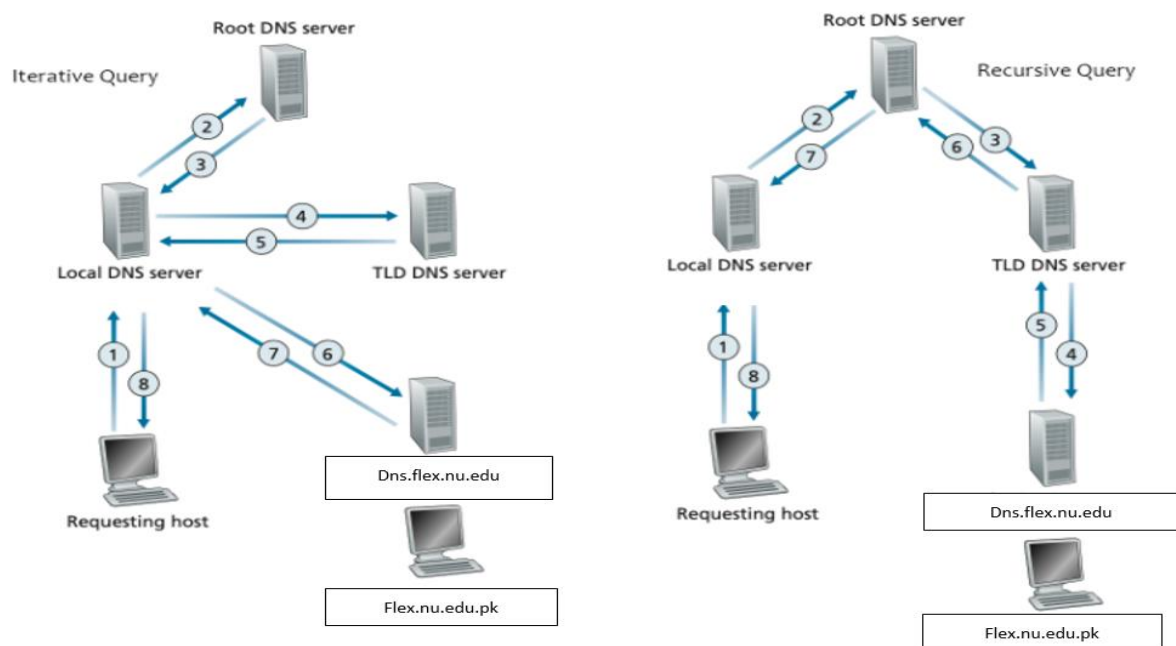 Root DNS server
Iterative Query
2
3
4
5
Local DNS server
TLD DNS server
1
8
7
6
Requesting host
Dns.flex.nu.edu
Flex.nu.edu.pk
Root DNS server
Recursive Query
2
7
6
3
Local DNS server
TLD DNS server
1
8
5
4
Requesting host
Dns.flex.nu.edu
Flex.nu.edu.pk